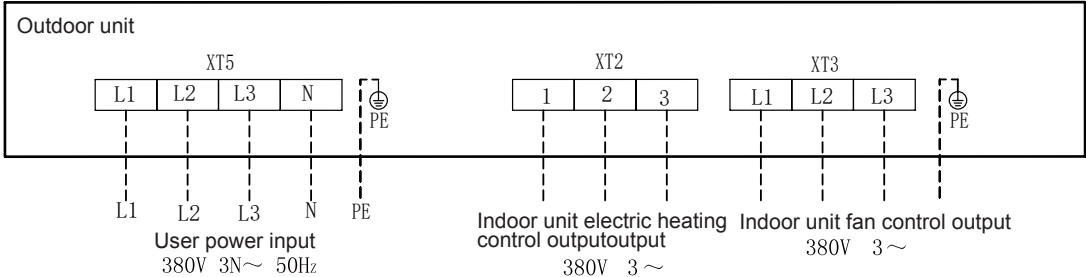 Outdoor unit
XT5
XT2
XT3
L1 L2 L3 N
1 2 3
L1 L2 L3
PE
PE
L1 L2 L3 N PE
User power input
380V 3N～ 50Hz
Indoor unit electric heating
control outputoutput
380V 3～
Indoor unit fan control output
380V 3～